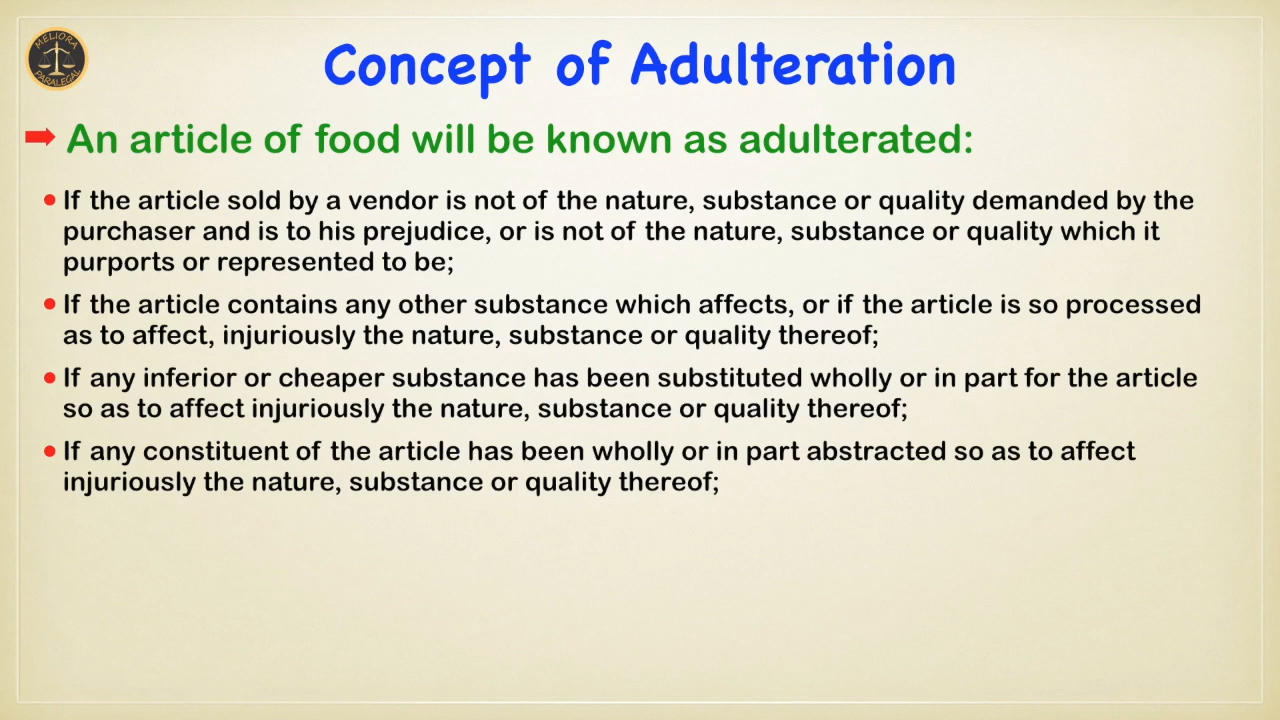 MELIORA
PARALEGAL
Concept of Adulteration
An article of food will be known as adulterated:
If the article sold by a vendor is not of the nature, substance or quality demanded by the
purchaser and is to his prejudice, or is not of the nature, substance or quality which it
purports or represented to be;
If the article contains any other substance which affects, or if the article is so processed
as to affect, injuriously the nature, substance or quality thereof;
If any inferior or cheaper substance has been substituted wholly or in part for the article
so as to affect injuriously the nature, substance or quality thereof;
If any constituent of the article has been wholly or in part abstracted so as to affect
injuriously the nature, substance or quality thereof;